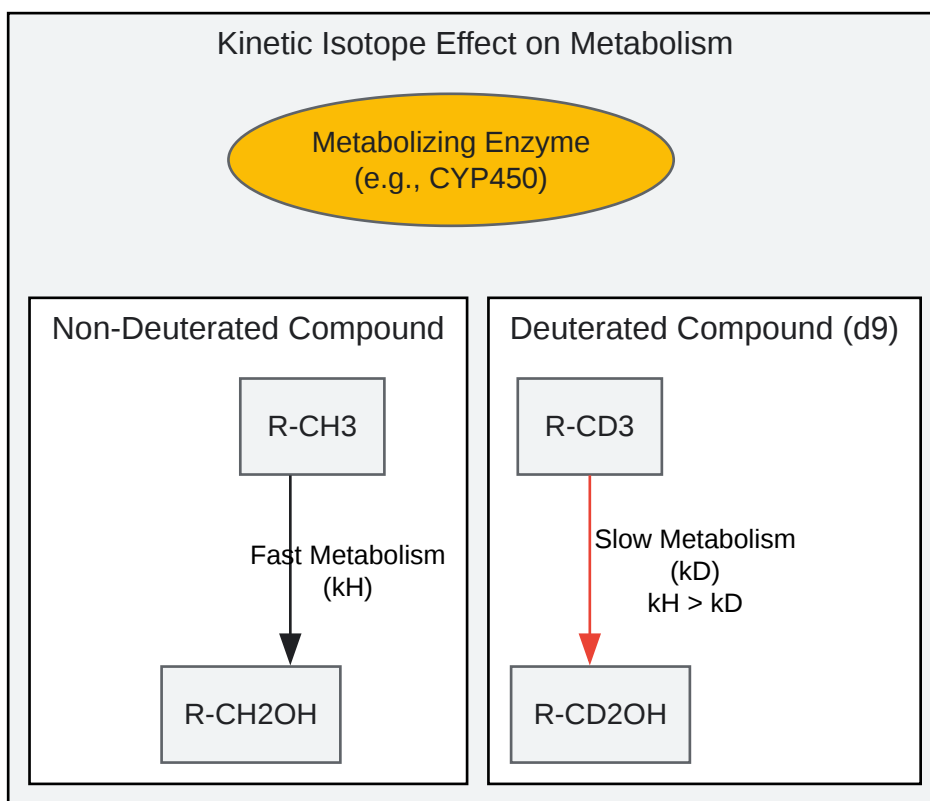 Kinetic Isotope Effect on Metabolism
Metabolizing Enzyme
(e.g., CYP450)
Non-Deuterated Compound
R-CH3
Fast Metabolism
(kH)
R-CH2OH
Deuterated Compound (d9)
R-CD3
Slow Metabolism
(kD)
kH > kD
R-CD2OH